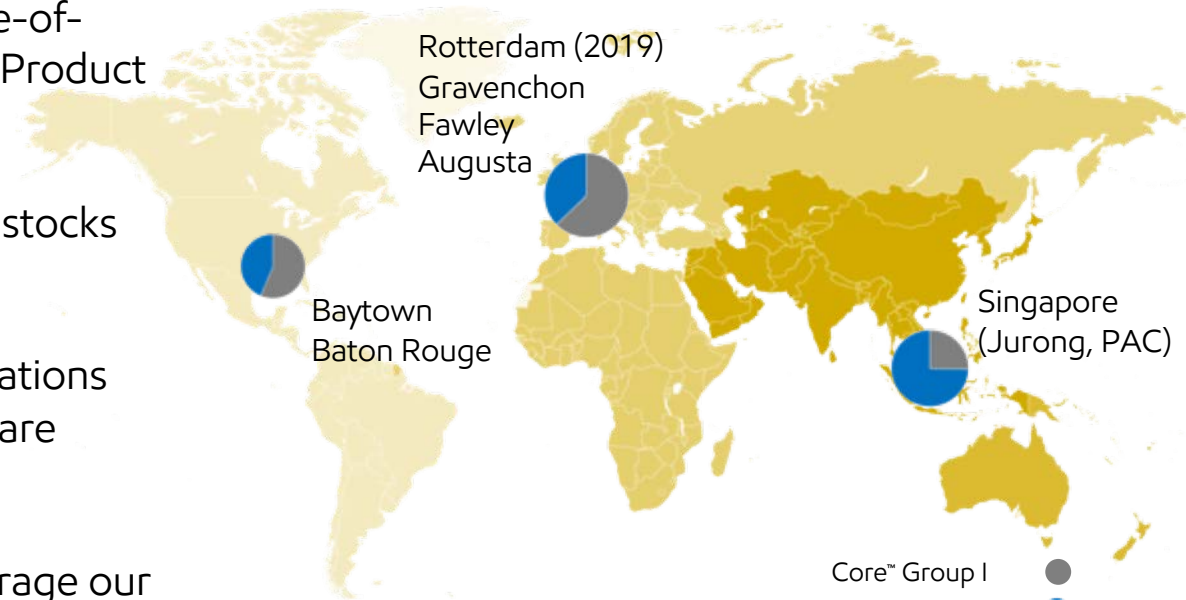 e-of-
Product
stocks
ations
are
rage our
Rotterdam (2019)
Gravenchon
Fawley
Augusta
Baytown
Baton Rouge
Singapore
(Jurong, PAC)
Core™ Group I